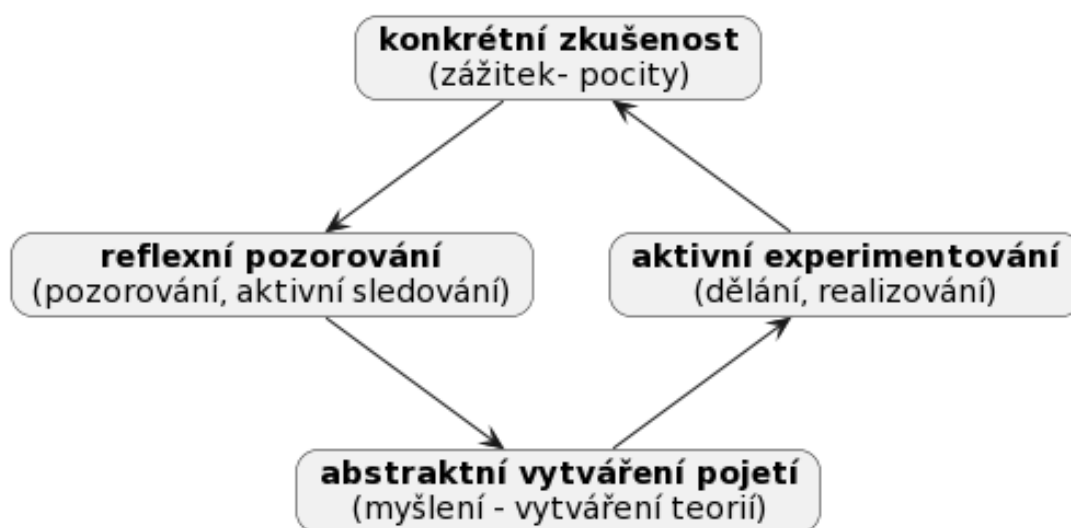 konkrétní zkušenost
(zážitek- pocity)
reflexní pozorování
(pozorování, aktivní sledování)
aktivní experimentování
(dělání, realizování)
abstraktní vytváření pojetí
(myšlení - vytváření teorií)